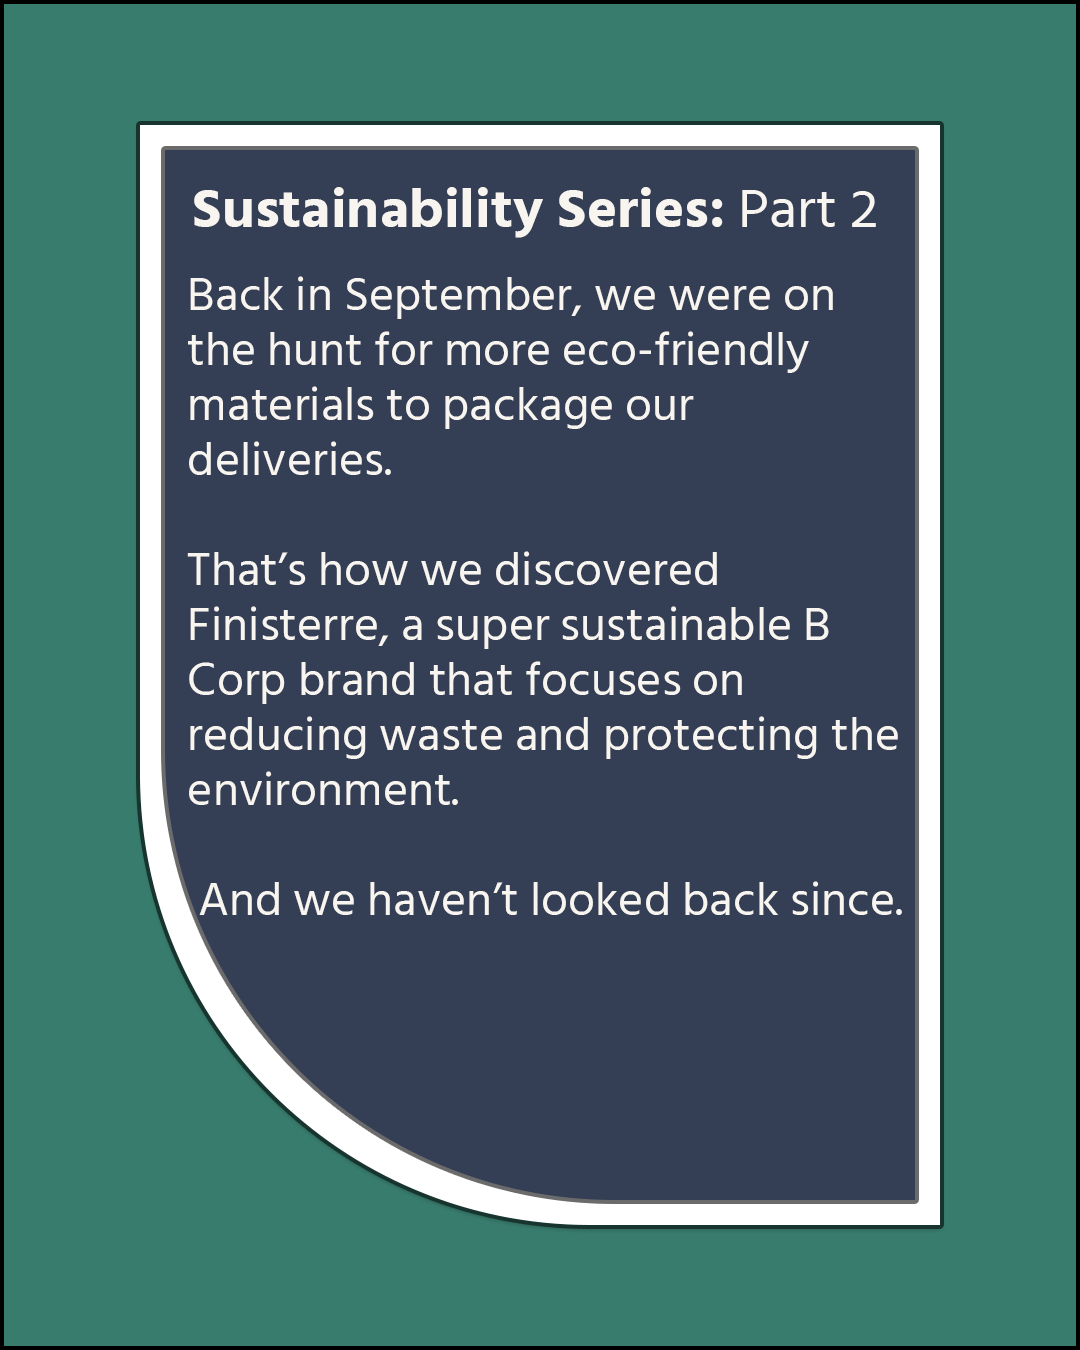 Sustainability Series: Part 2
Back in September, we were on
the hunt for more eco-friendly
materials to package our
deliveries.
That’s how we discovered
Finisterre, a super sustainable B
Corp brand that focuses on
reducing waste and protecting the
environment.
And we haven’t looked back since.